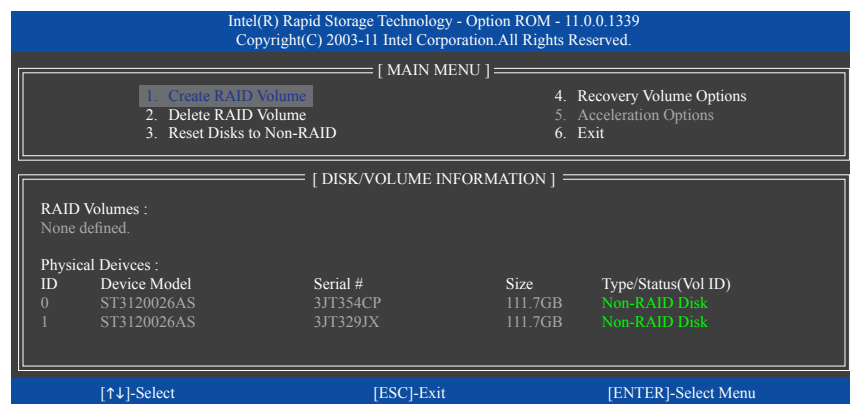 Intel(R) Rapid Storage Technology - Option ROM - 11.0.0.1339
Copyright(C) 2003-11 Intel Corporation.All Rights Reserved.
[ MAIN MENU ]
1. Create RAID Volume
2. Delete RAID Volume
3. Reset Disks to Non-RAID
4. Recovery Volume Options
5. Acceleration Options
6. Exit
[ DISK/VOLUME INFORMATION ]
RAID Volumes :
None defined.
Physical Deivces :
ID Device Model Serial # Size Type/Status(Vol ID)
0 ST3120026AS 3JT354CP 111.7GB Non-RAID Disk
1 ST3120026AS 3JT329JX 111.7GB Non-RAID Disk
[↑↓]-Select [ESC]-Exit [ENTER]-Select Menu